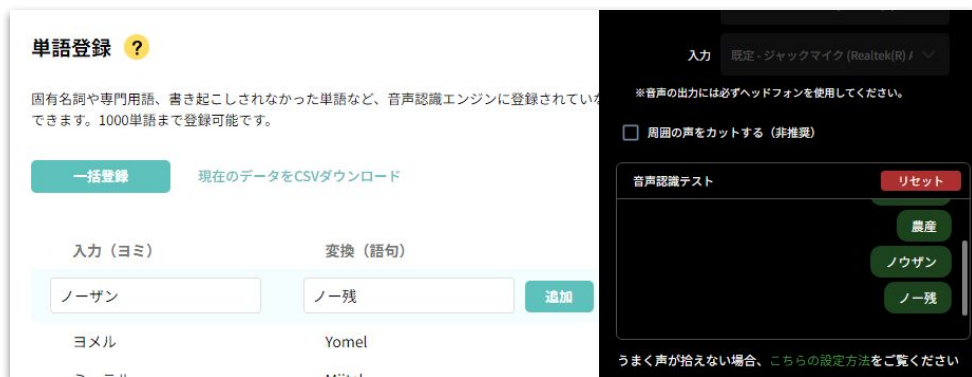 単語登録 ?
固有名詞や専門用語、書き起こしされなかった単語など、音声認識エンジンに登録されていな
できます。1000単語まで登録可能です。
一括登録 現在のデータをCSVダウンロード
入力（ヨミ） 変換（語句）
ノーザン ノー残 追加
ヨメル Yomel
入力 既定 - ジャックマイク (Realtek(R)
※音声の出力には必ずヘッドフォンを使用してください。
周囲の声をカットする（非推奨）
音声認識テスト リセット
農産
ノウザン
ノー残
うまく声が拾えない場合、こちらの設定方法をご覧ください